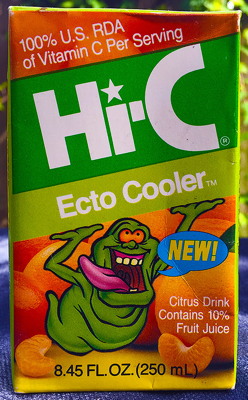 100% U.S. RDA
of Vitamin C Per Serving
Hi-C®
Ecto Cooler™
NEW!
Citrus Drink
Contains 10%
Fruit Juice
8.45 FL.OZ.(250 mL)